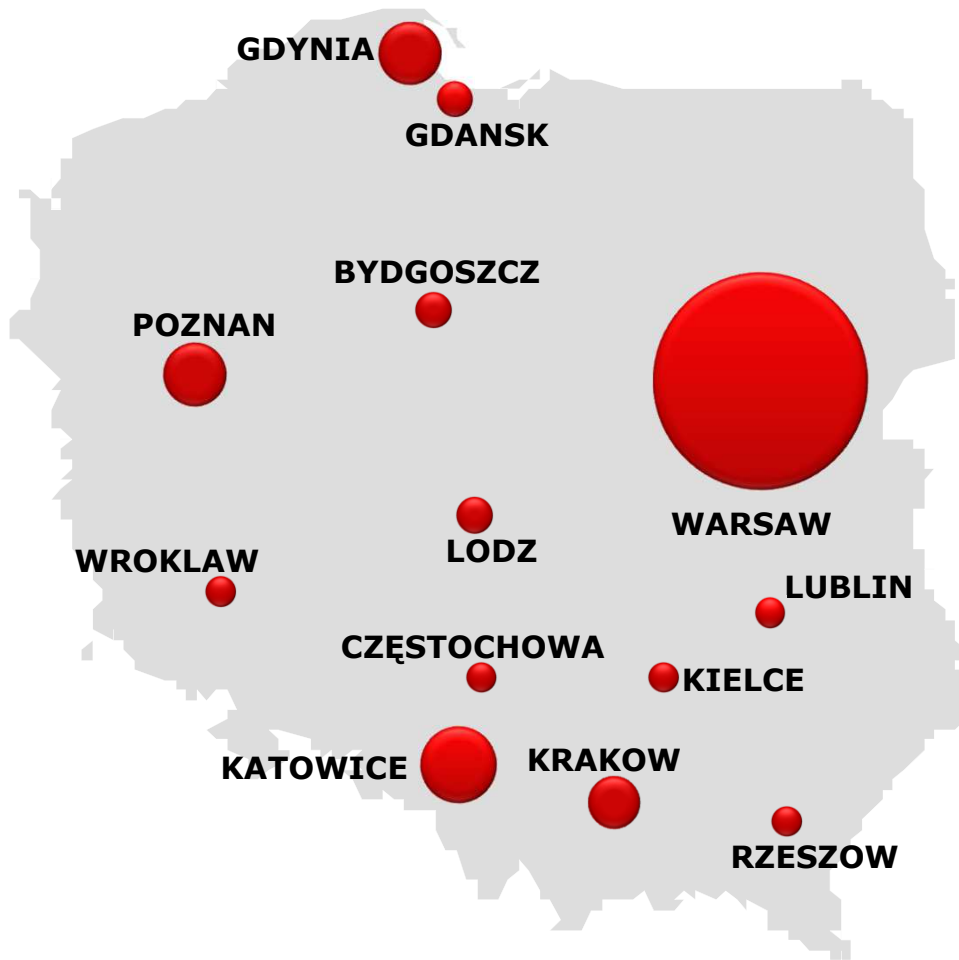 GDYNIA
GDANSK
BYDGOSZCZ
POZNAN
WARSAW
LODZ
WROKLAW
LUBLIN
CZĘSTOCHOWA
KIELCE
KRAKOW
KATOWICE
RZESZOW